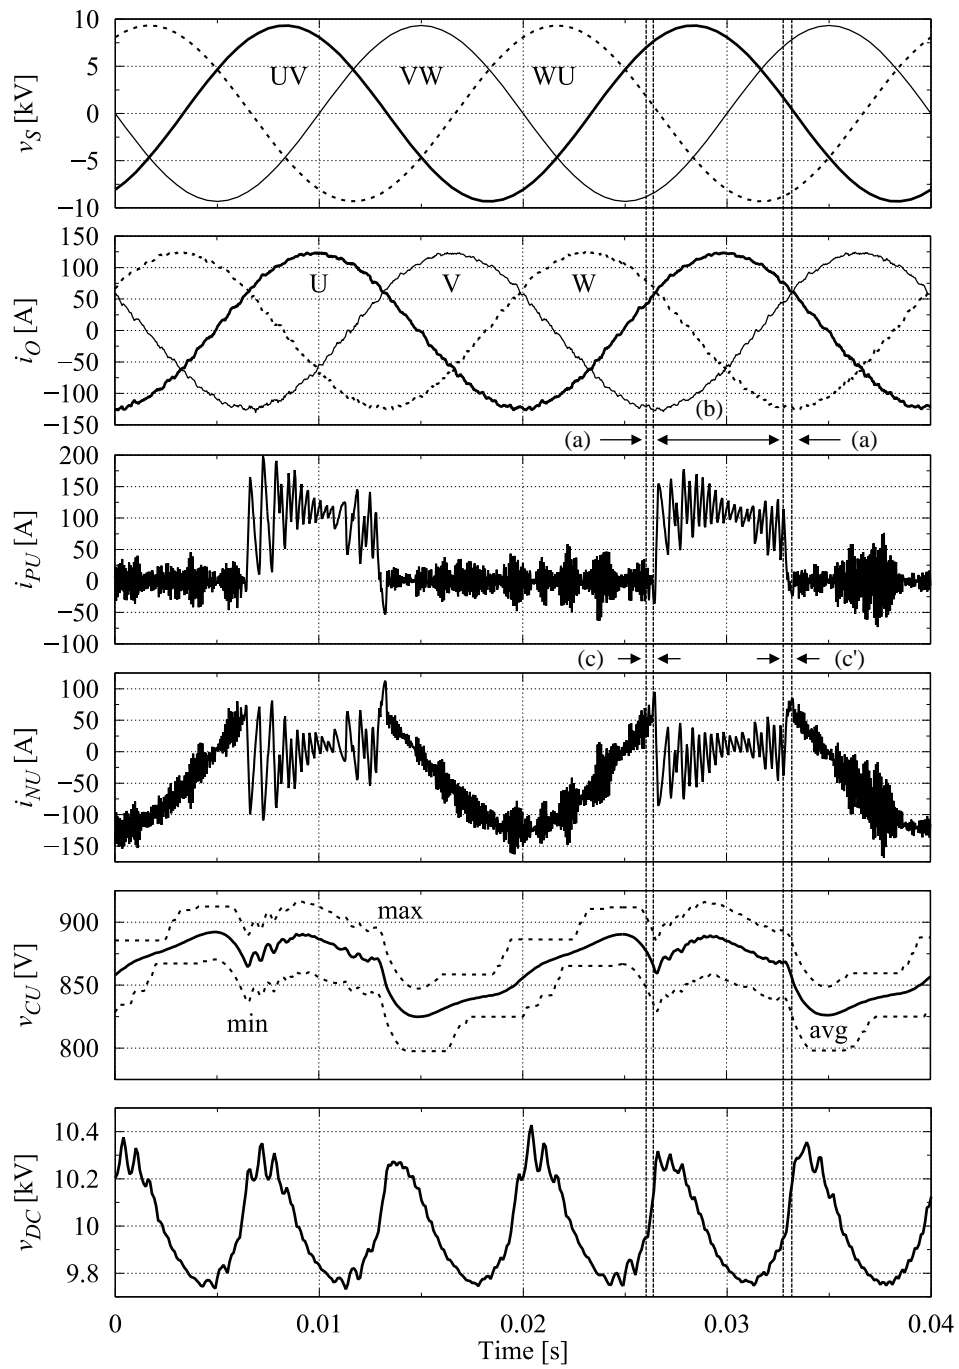 10
5
0
−5
−10
v_S [kV]
UV
VW
WU
150
100
50
0
−50
−100
−150
i_O [A]
U
V
W
(b)
(a)
(a)
200
150
100
50
0
−50
−100
i_PU [A]
(c)
(c')
100
50
0
−50
−100
−150
i_NU [A]
900
850
800
v_CU [V]
max
min
avg
10.4
10.2
10
9.8
v_DC [kV]
0
0.01
0.02
0.03
0.04
Time [s]